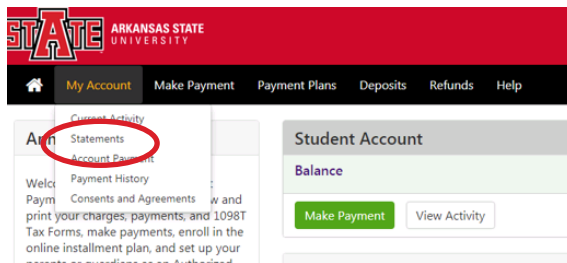 STATE
ARKANSAS STATE
UNIVERSITY
My Account Make Payment Payment Plans Deposits Refunds Help
Current Activity
Statements
Account Payment
Payment History
Consents and Agreements
Student Account
Balance
Make Payment View Activity
Welc
Paym w and
print your charges, payments, and 1098T
Tax Forms, make payments, enroll in the
online installment plan, and set up your
parents or guardians as an Authorized